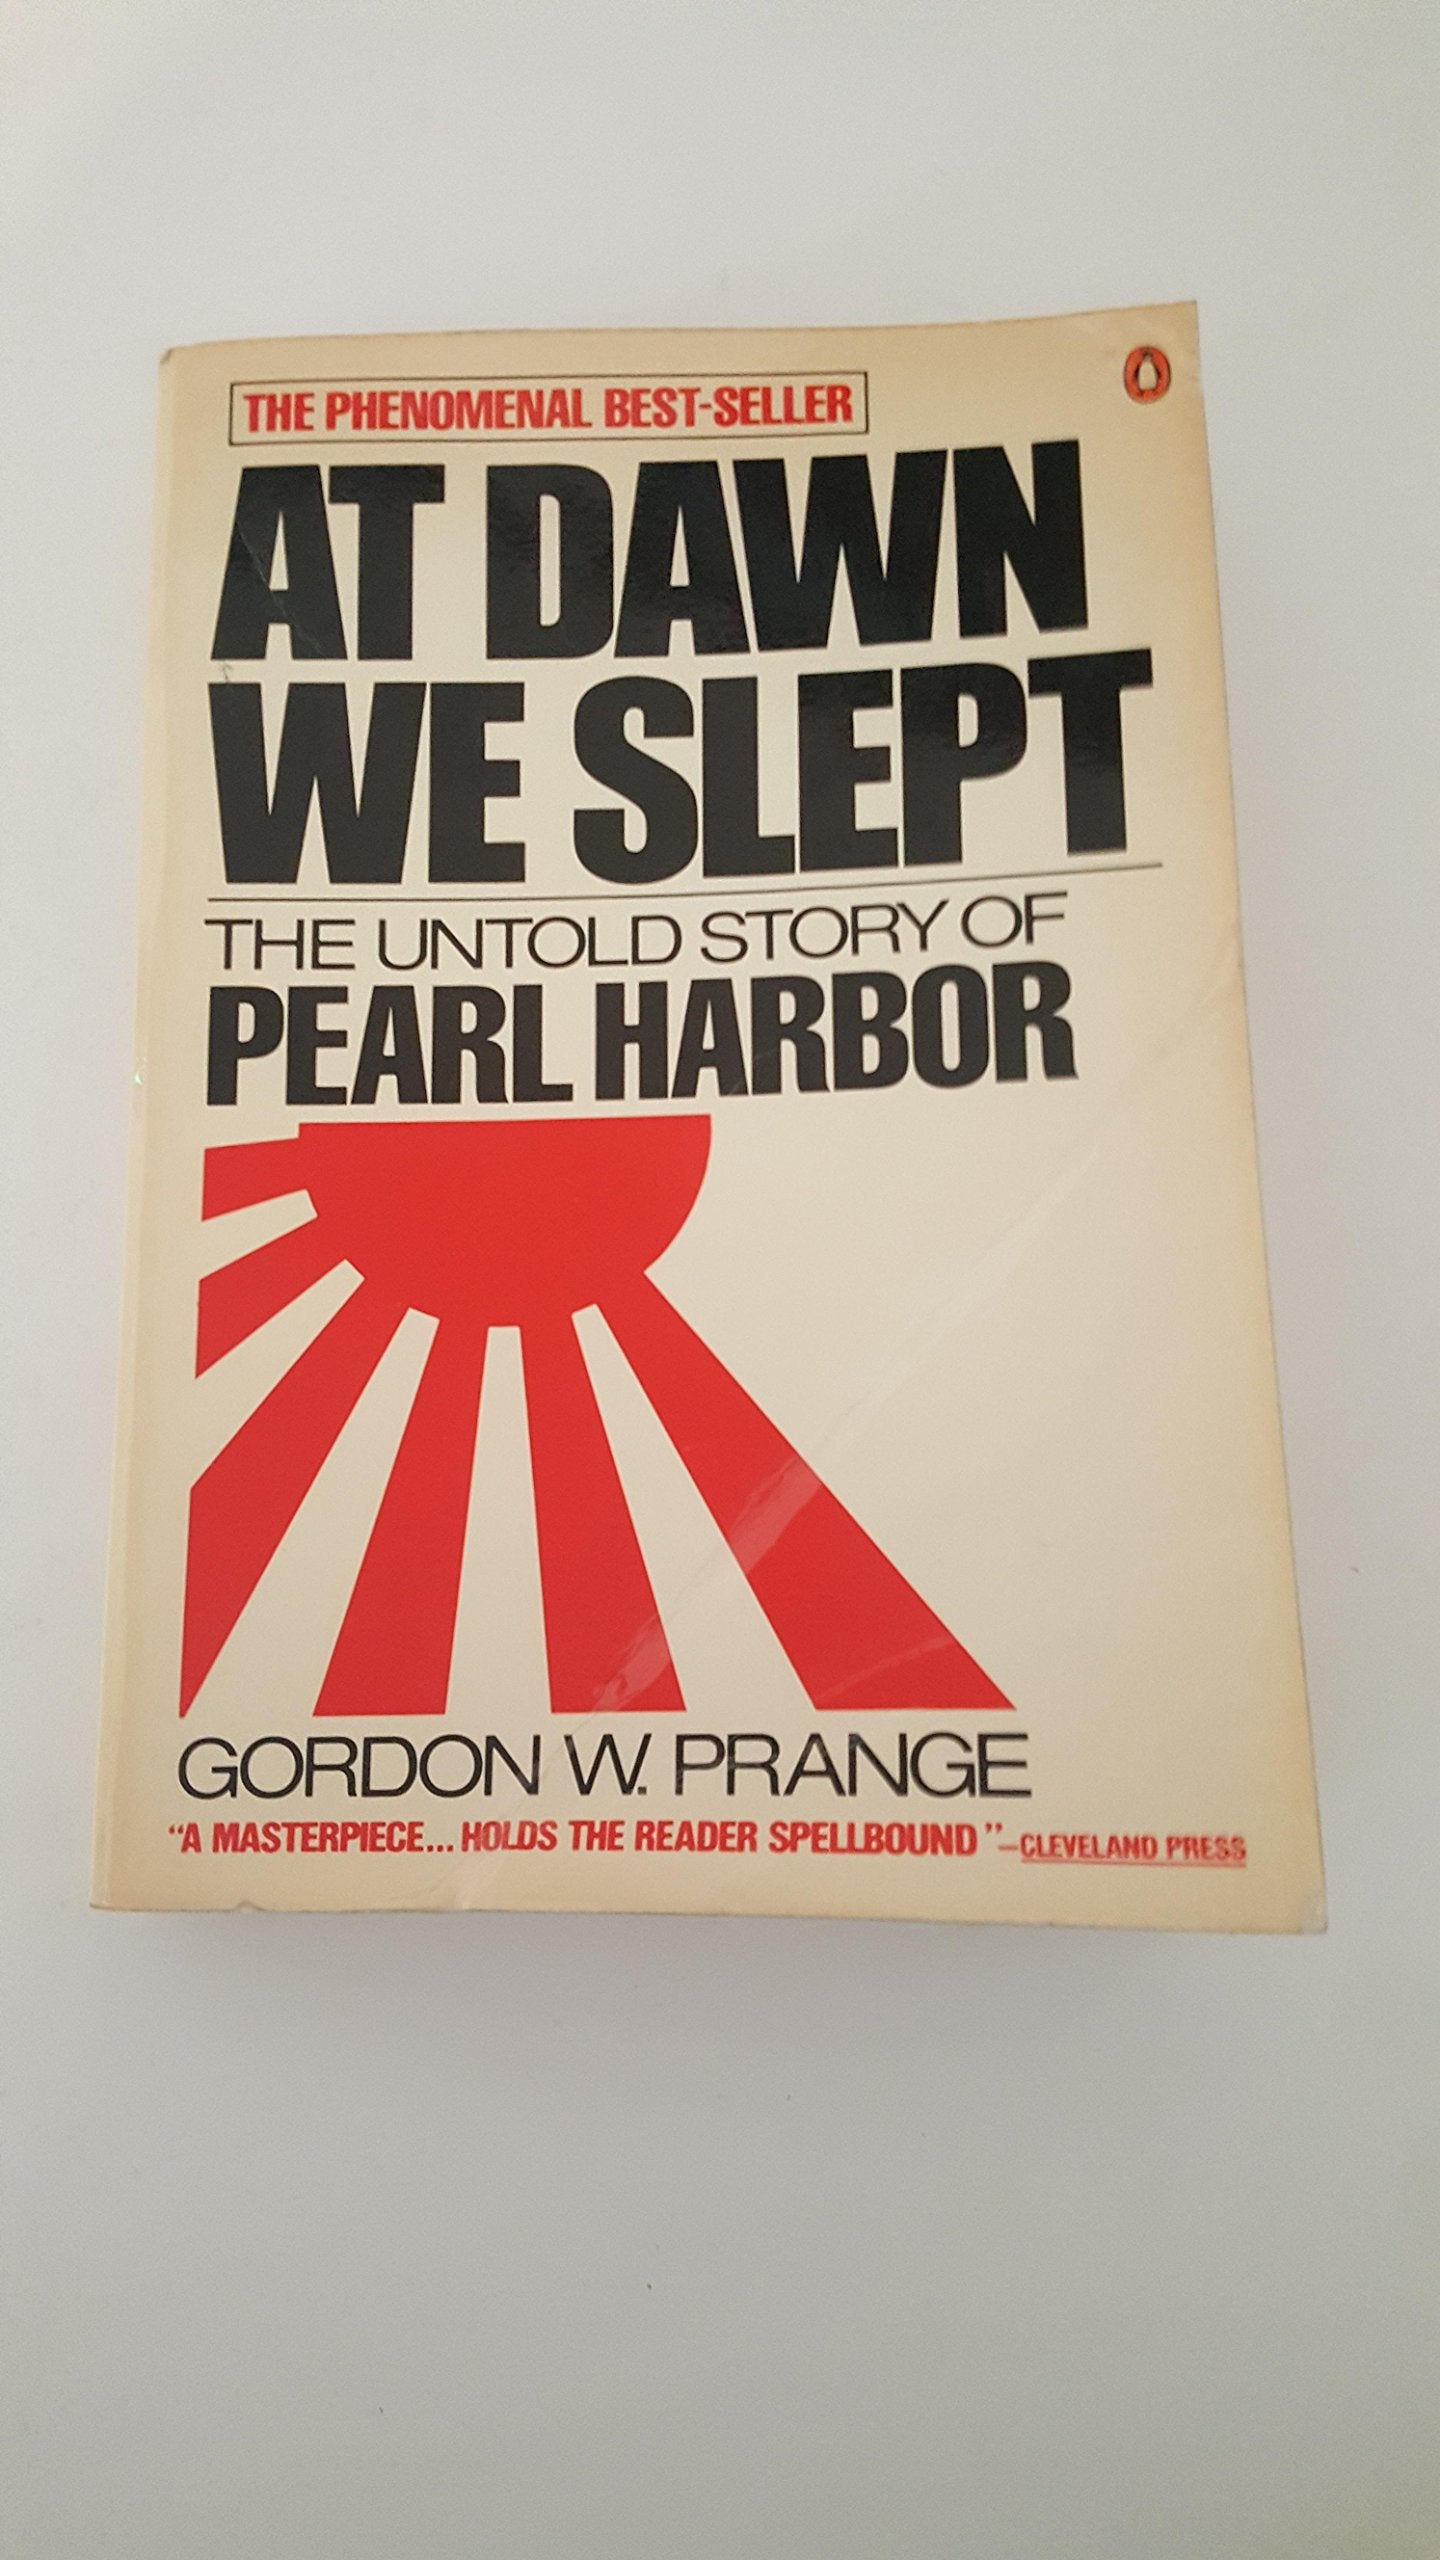 THE PHENOMENAL BEST-SELLER
AT DAWN
WE SLEPT
THE UNTOLD STORY OF
PEARL HARBOR
GORDON W. PRANGE
“A MASTERPIECE... HOLDS THE READER SPELLBOUND”—CLEVELAND PRESS